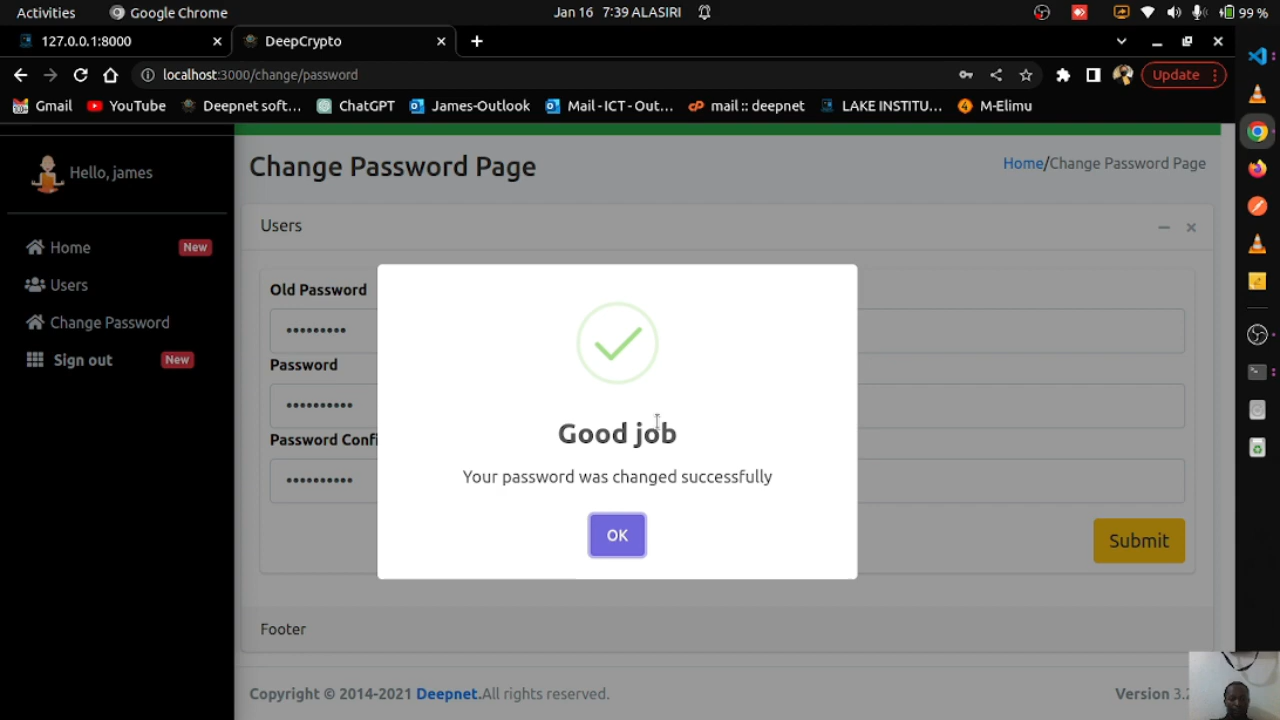 Activities Google Chrome Jan 16 7:39 ALASIRI 99 %
127.0.0.1:8000 DeepCrypto
localhost:3000/change/password Update
Gmail YouTube Deepnet soft... ChatGPT James-Outlook Mail - ICT - Out... mail :: deepnet LAKE INSTITU... M-Elimu
Hello, james
Change Password Page
Home/Change Password Page
Users
Home New
Users
Change Password
Sign out New
Old Password
Password
Password Confi
Good job
Your password was changed successfully
OK
Submit
Footer
Copyright © 2014-2021 Deepnet.All rights reserved.
Version 3.2